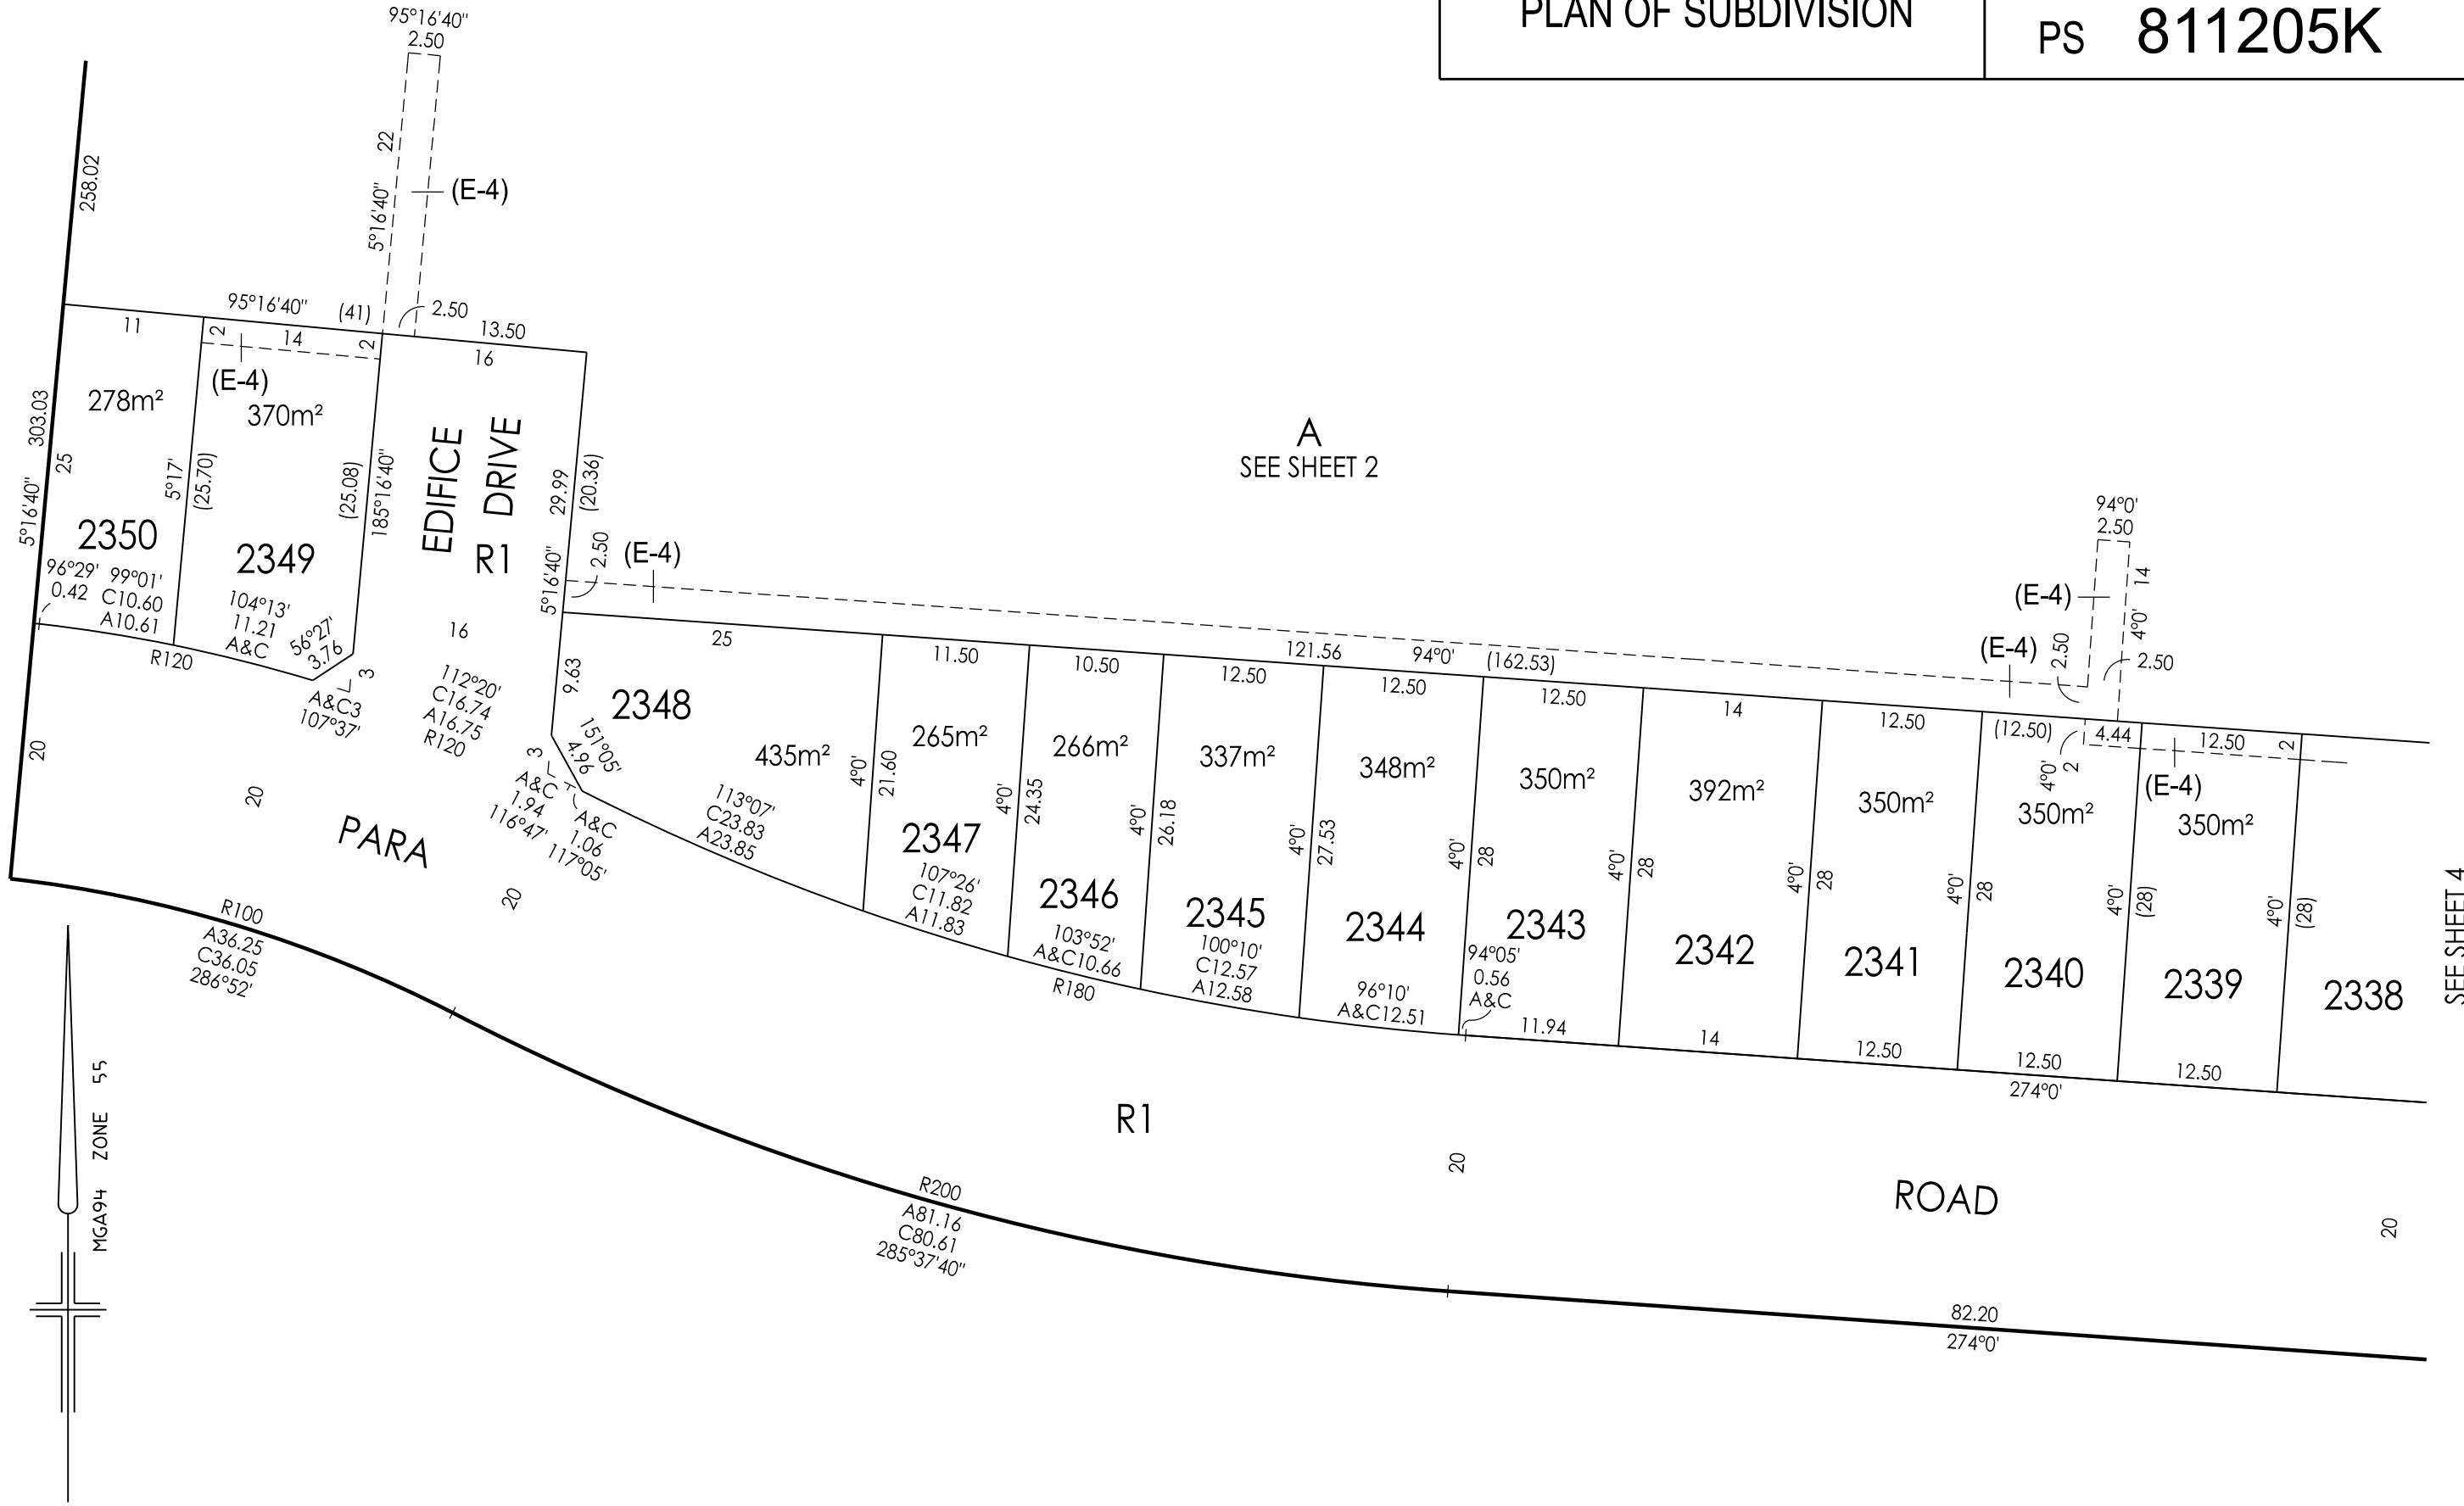 PLAN OF SUBDIVISION
PS 811205K
95°16'40"
2.50
22
5°16'40"
(E-4)
258.02
95°16'40"
(41)
2.50
13.50
11
2
14
2
16
(E-4)
278m²
370m²
303.03
25
5°16'40"
5°17'
(25.70)
(25.08)
185°16'40"
EDIFICE
DRIVE
R1
29.99
(20.36)
5°16'40"
2.50
(E-4)
2350
2349
96°29'
0.42
99°01'
C10.60
A10.61
104°13'
11.21
A&C
56°27'
3.76
R120
3
A&C3
107°37'
16
112°20'
C16.74
A16.75
R120
20
20
PARA
20
9.63
151°05'
4.96
3
A&C
1.94
116°47'
A&C
1.06
117°05'
A
SEE SHEET 2
25
121.56
94°0'
(162.53)
2348
435m²
113°07'
C23.83
A23.85
4°0'
21.60
11.50
265m²
2347
107°26'
C11.82
A11.83
4°0'
24.35
10.50
266m²
2346
103°52'
A&C10.66
R180
4°0'
26.18
12.50
337m²
2345
100°10'
C12.57
A12.58
4°0'
27.53
12.50
348m²
2344
96°10'
A&C12.51
4°0'
28
12.50
350m²
2343
94°05'
0.56
A&C
11.94
4°0'
28
14
392m²
2342
14
4°0'
28
12.50
350m²
2341
12.50
4°0'
28
94°0'
2.50
14
4°0'
(E-4)
(E-4)
2.50
2.50
(12.50)
4.44
4°0'
2
350m²
2340
12.50
274°0'
4°0'
(28)
12.50
2
(E-4)
350m²
2339
12.50
4°0'
(28)
2338
SEE SHEET 4
R100
A36.25
C36.05
286°52'
MGA94 ZONE 55
R1
20
ROAD
20
R200
A81.16
C80.61
285°37'40"
82.20
274°0'